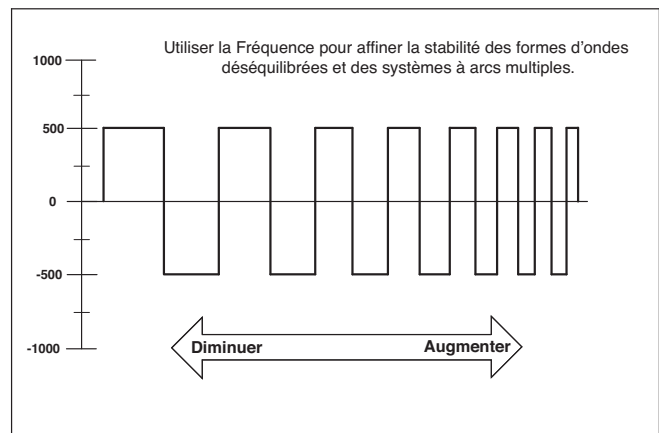 Utiliser la Fréquence pour affiner la stabilité des formes d’ondes
déséquilibrées et des systèmes à arcs multiples.
1000
500
0
-500
-1000
Diminuer Augmenter